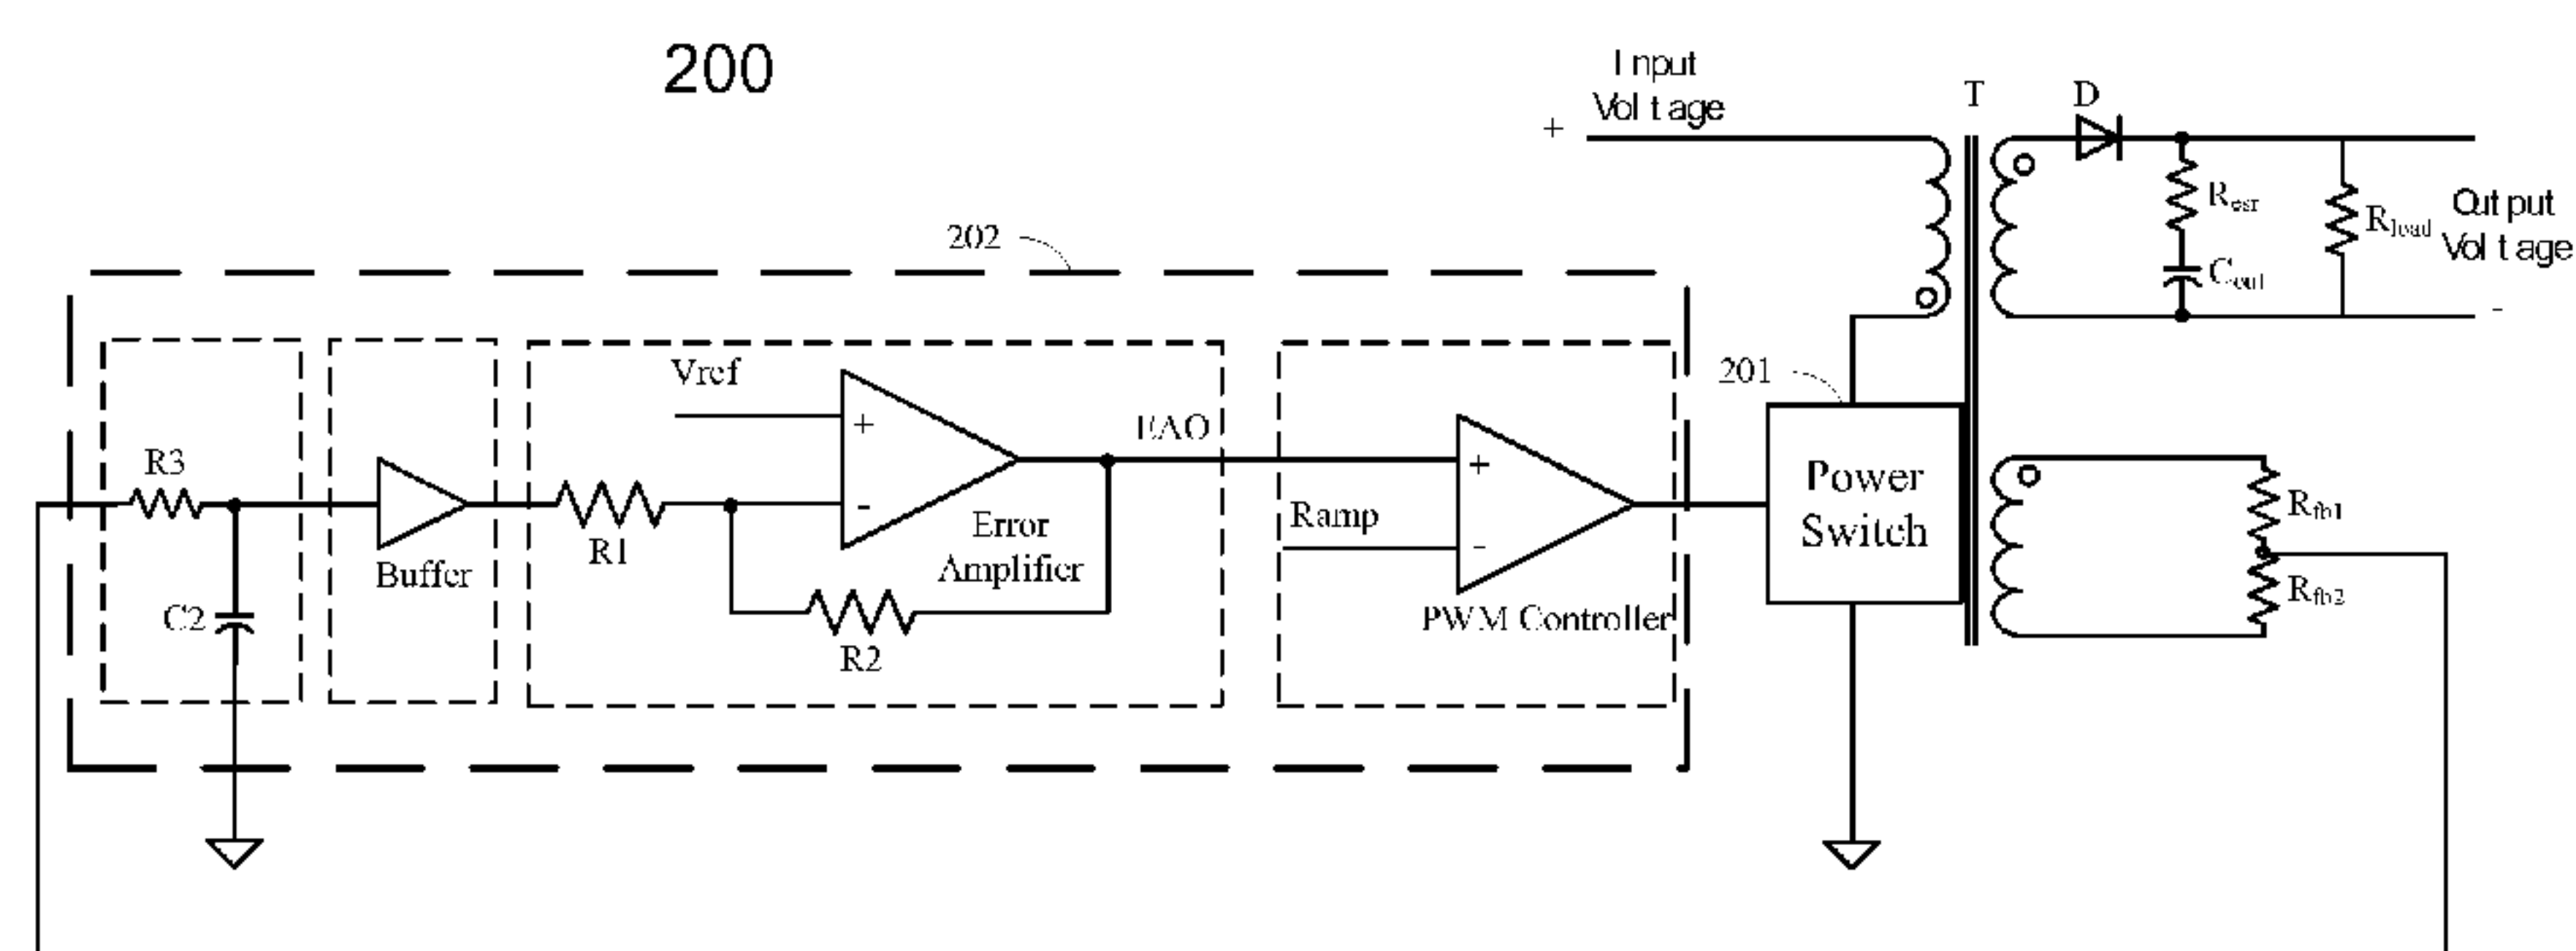 200
Input
Voltage
T
D
+
Resr
Rload
Output
Voltage
Cout
-
202
Vref
201
+
EAO
R3
+
Power
Switch
Rfb1
-
Ramp
Error
Amplifier
R1
Buffer
-
Rfb2
C2
PWM Controller
R2